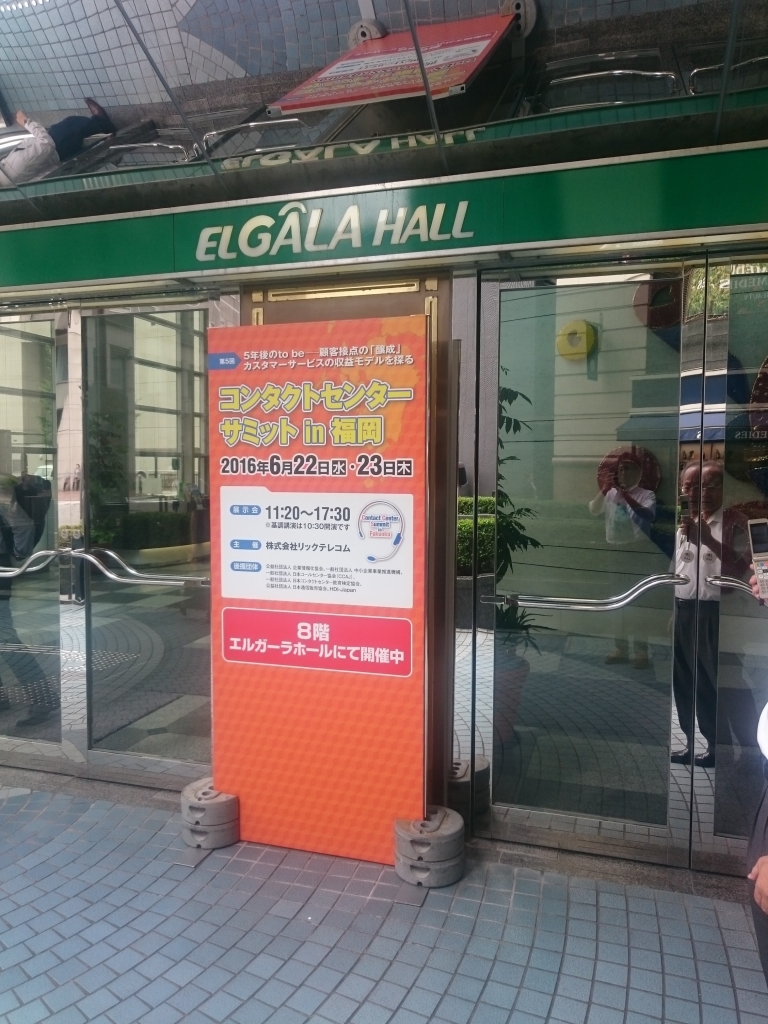 ELGÂLA HALL
第5回
5年後のto be——顧客接点の「醸成」
カスタマーサービスの収益モデルを探る
コンタクトセンター
サミット in 福岡
2016年6月22日水・23日木
展示会 11:20〜17:30
※基調講演は10:30開演です
Contact Center
Summit
in
Fukuoka
主催 株式会社リックテレコム
後援団体
8階
エルガーラホールにて開催中